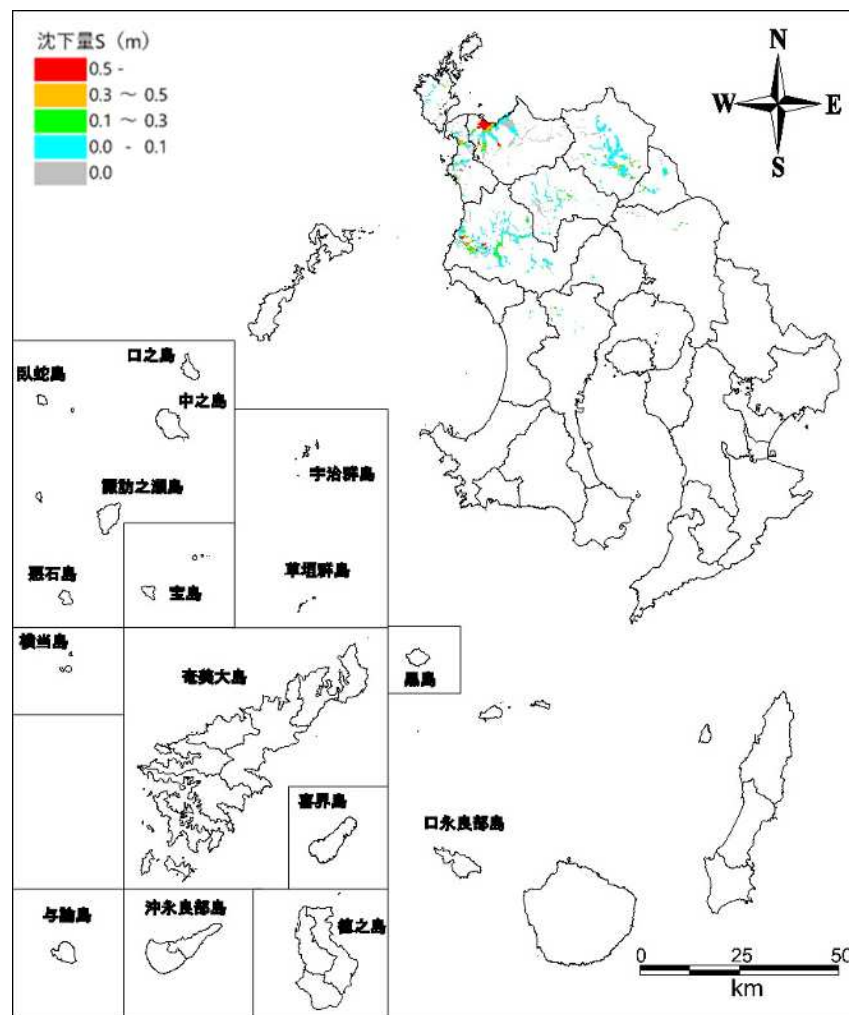 沈下量S（m）
0.5 -
0.3 ～ 0.5
0.1 ～ 0.3
0.0 - 0.1
0.0
N
W
E
S
口之島
臥蛇島
中之島
宇治群島
諏訪之瀬島
草垣群島
悪石島
宝島
横当島
奄美大島
黒島
喜界島
口永良部島
与論島
沖永良部島
徳之島
0 25 50
km